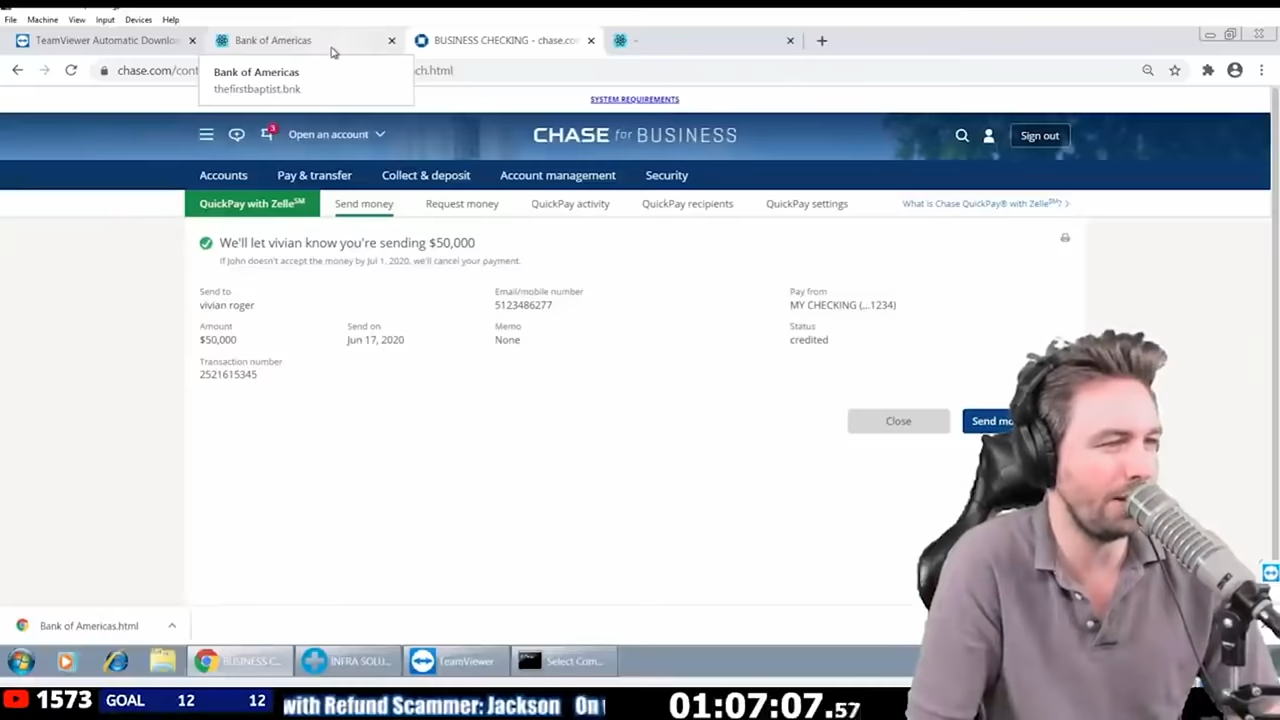 File Machine View Input Devices Help
TeamViewer Automatic Downlo
Bank of Americas
BUSINESS CHECKING - chase.co
-
chase.com/con
ch.html
Bank of Americas
thefirstbaptist.bnk
SYSTEM REQUIREMENTS
3
Open an account
CHASE for BUSINESS
Sign out
Accounts Pay & transfer Collect & deposit Account management Security
QuickPay with Zelle℠ Send money Request money QuickPay activity QuickPay recipients QuickPay settings What is Chase QuickPay® with Zelle℠?
We'll let vivian know you're sending $50,000
If John doesn't accept the money by Jul 1, 2020, we'll cancel your payment.
Send to Email/mobile number Pay from
vivian roger 5123486277 MY CHECKING (...1234)
Amount Send on Memo Status
$50,000 Jun 17, 2020 None credited
Transaction number
2521615345
Close Send mo
Bank of Americas.html
BUSINESS C... INFRA SOLU... TeamViewer Select Com...
1573 GOAL 12 12 with Refund Scammer: Jackson On 01:07:07.57